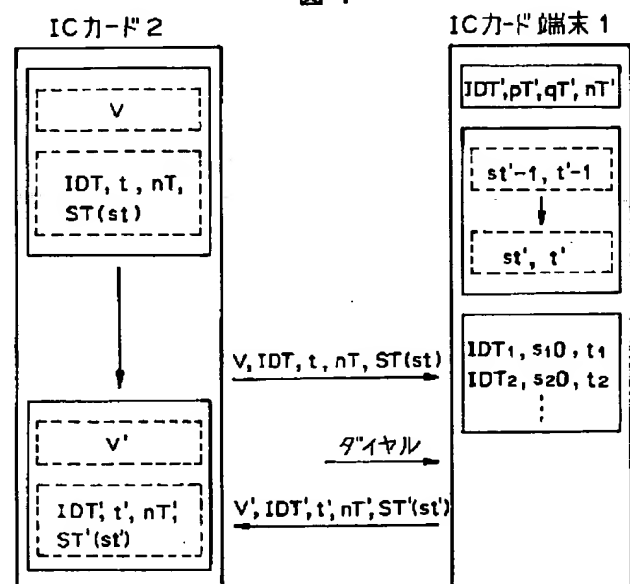 ICカード2
V
IDT, t, nT,
ST(st)
V'
IDT', t', nT',
ST'(st')
V, IDT, t, nT, ST(st)
ダイヤル
V', IDT', t', nT', ST'(st')
ICカード端末1
IDT', pT', qT', nT'
st'-1, t'-1
st', t'
IDT₁, s₁0, t₁
IDT₂, s₂0, t₂
⋮